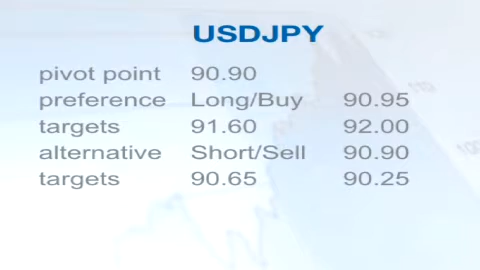 USDJPY
pivot point 90.90
preference Long/Buy 90.95
targets 91.60 92.00
alternative Short/Sell 90.90
targets 90.65 90.25